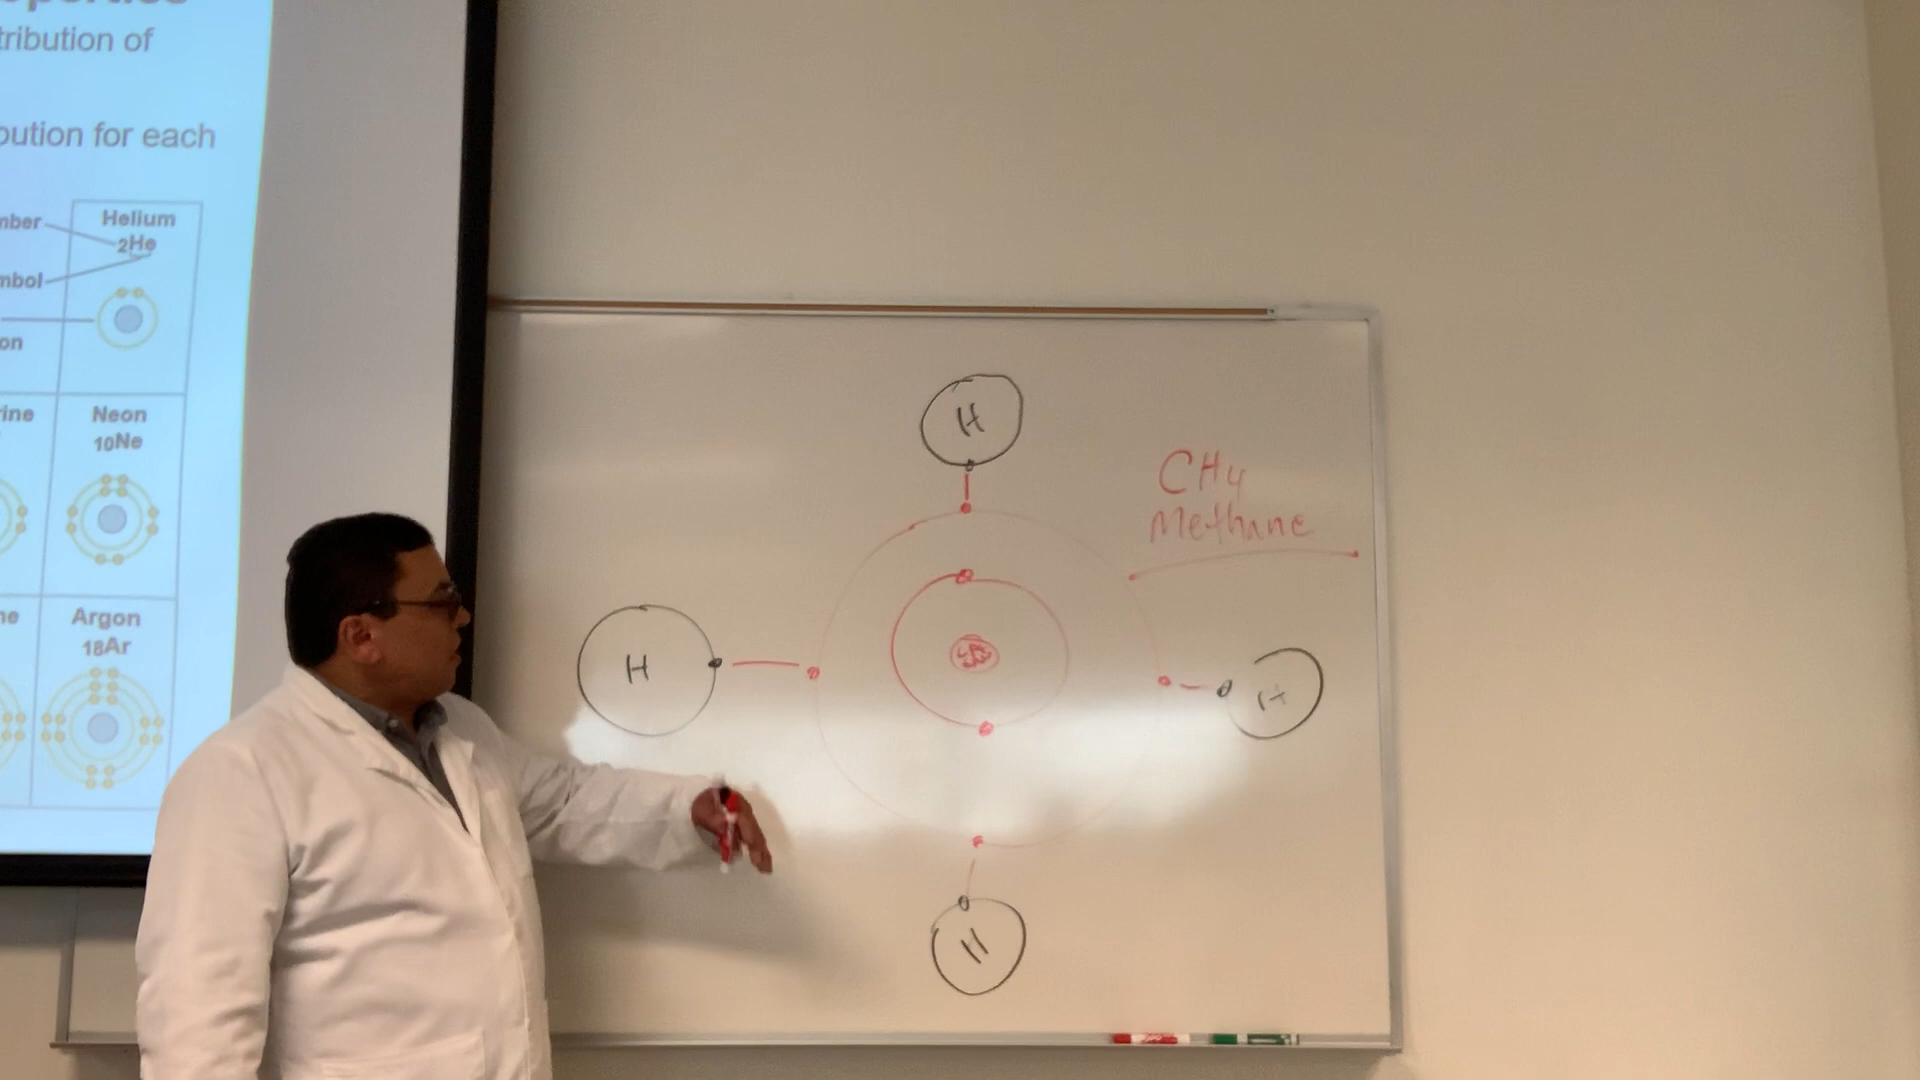 tribution of
bution for each
mber
Helium
2He
mbol
on
rine
Neon
10Ne
ne
Argon
18Ar
H
CH4
Methane
H
H
H